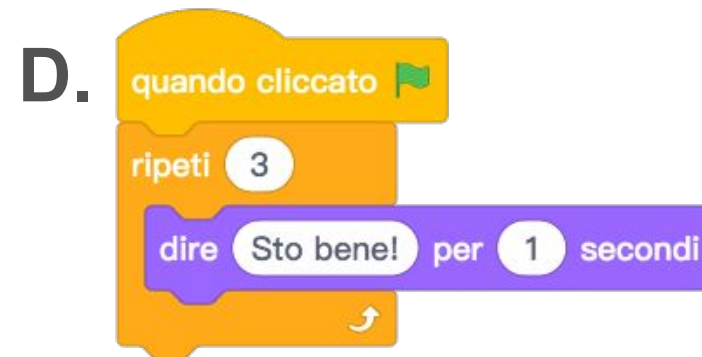 D.
quando cliccato
ripeti 3
dire Sto bene! per 1 secondi